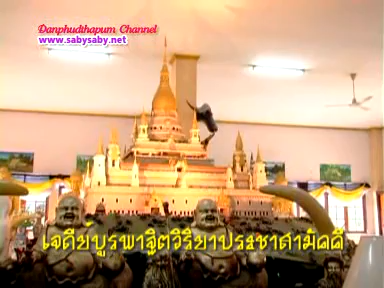 Danphudthapum Channel
www.sabysaby.net
เจดีย์บูรพาฐิตวิริยาประชาสามัคคี